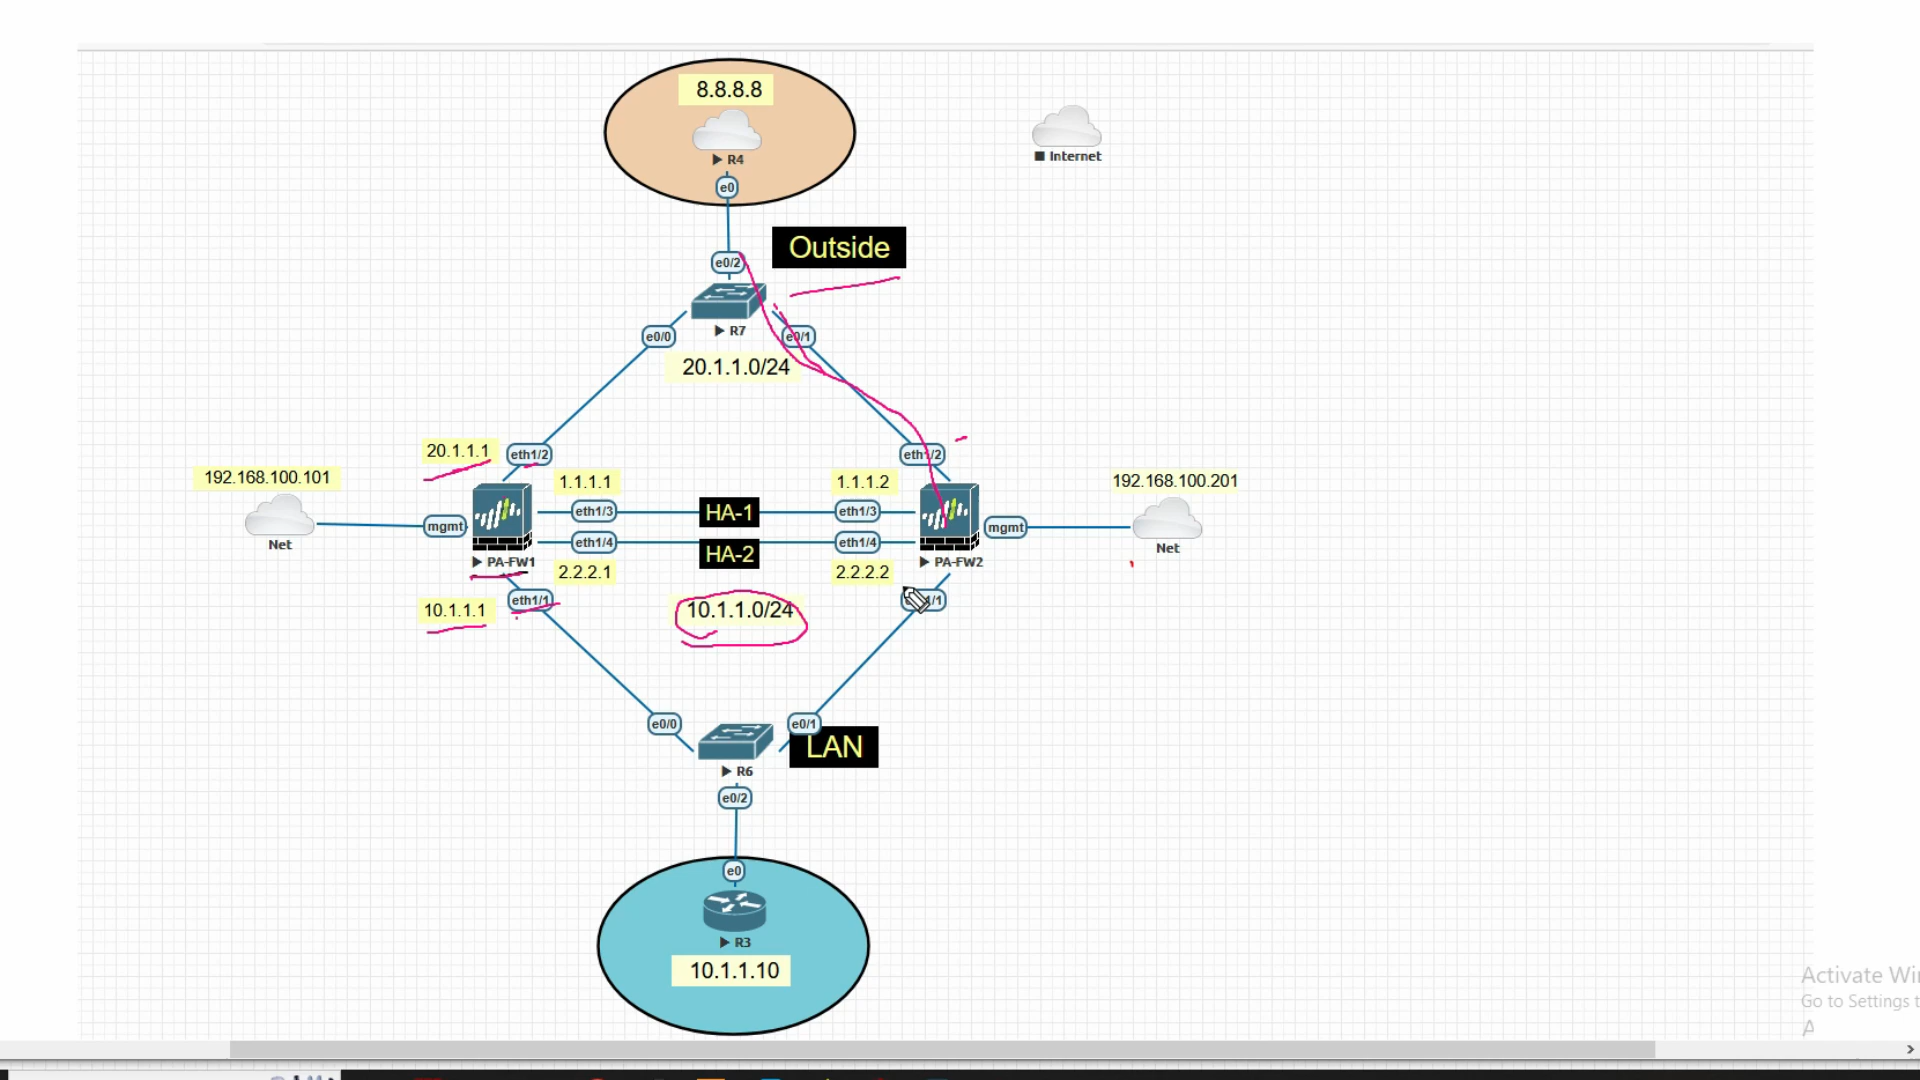 8.8.8.8
R4
Internet
e0
Outside
e0/2
R7
e0/0
e0/1
20.1.1.0/24
20.1.1.1
eth1/2
eth1/2
192.168.100.101
1.1.1.1
1.1.1.2
192.168.100.201
eth1/3
HA-1
eth1/3
mgmt
mgmt
Net
eth1/4
HA-2
eth1/4
Net
PA-FW1
PA-FW2
2.2.2.1
2.2.2.2
10.1.1.1
eth1/1
10.1.1.0/24
e0/0
e0/1
LAN
R6
e0/2
e0
R3
10.1.1.10
Activate Wi
Go to Settings t
A